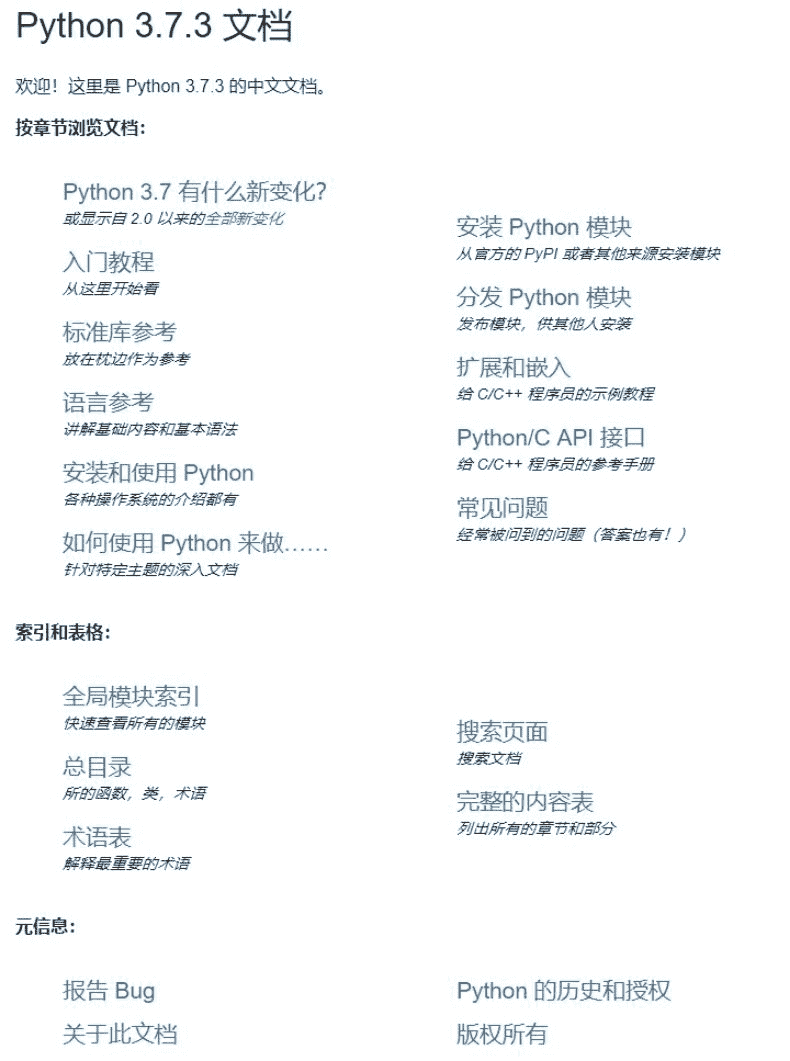 Python 3.7.3 文档
欢迎！这里是 Python 3.7.3 的中文文档。
按章节浏览文档：
Python 3.7 有什么新变化？
或显示自 2.0 以来的全部新变化
入门教程
从这里开始看
标准库参考
放在枕边作为参考
语言参考
讲解基础内容和基本语法
安装和使用 Python
各种操作系统的介绍都有
如何使用 Python 来做……
针对特定主题的深入文档
安装 Python 模块
从官方的 PyPI 或者其他来源安装模块
分发 Python 模块
发布模块，供其他人安装
扩展和嵌入
给 C/C++ 程序员的示例教程
Python/C API 接口
给 C/C++ 程序员的参考手册
常见问题
经常被问到的问题（答案也有！）
索引和表格：
全局模块索引
快速查看所有的模块
总目录
所的函数，类，术语
术语表
解释最重要的术语
搜索页面
搜索文档
完整的内容表
列出所有的章节和部分
元信息：
报告 Bug
关于此文档
Python 的历史和授权
版权所有